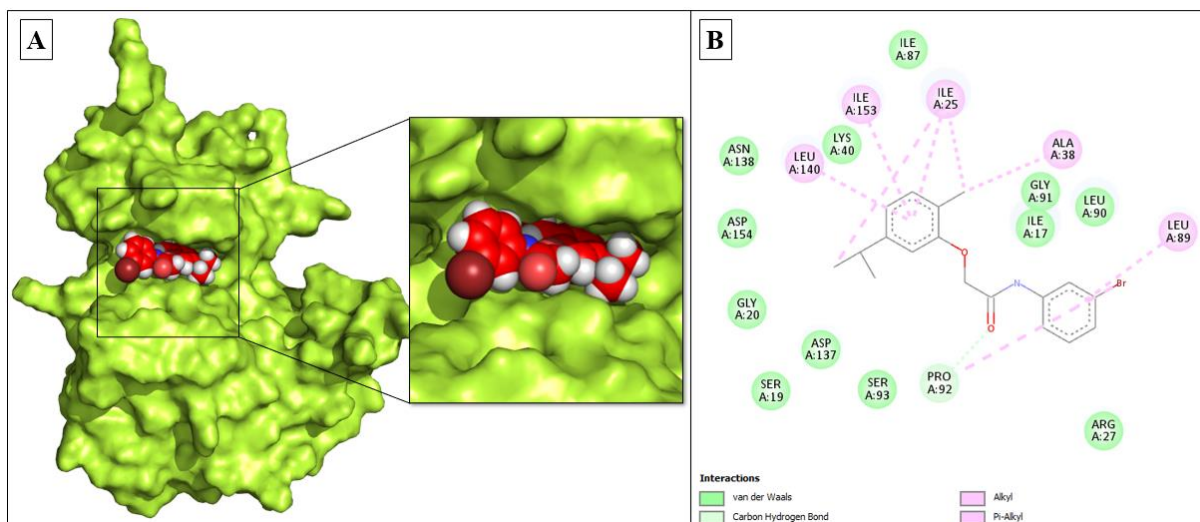 A
B
ILE
A:87
ILE
A:153
ILE
A:25
LYS
A:40
ALA
A:38
ASN
A:138
LEU
A:140
GLY
A:91
LEU
A:90
ILE
A:17
ASP
A:154
LEU
A:89
O
N
Br
O
GLY
A:20
ASP
A:137
SER
A:19
SER
A:93
PRO
A:92
ARG
A:27
Interactions
van der Waals
Alkyl
Carbon Hydrogen Bond
Pi-Alkyl